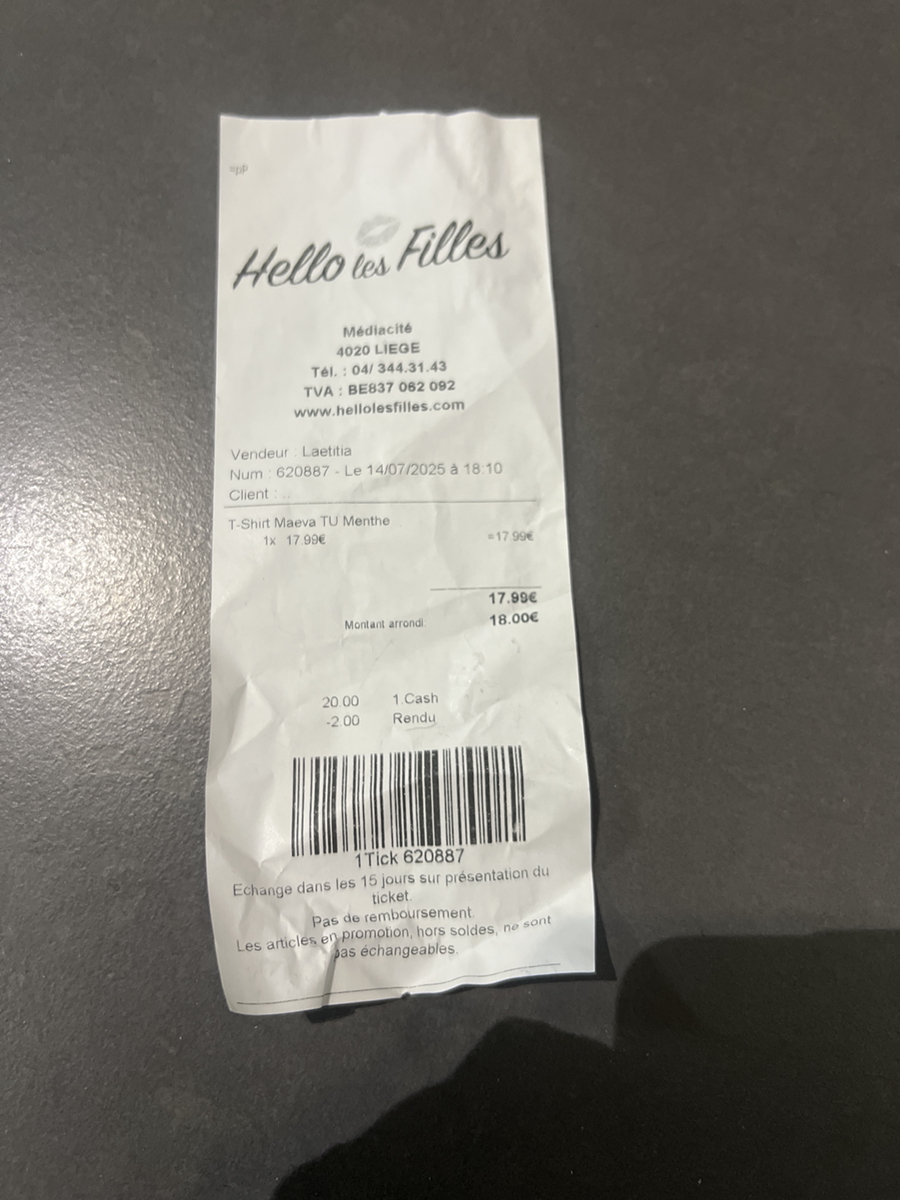 Hello les Filles
Médiacité
4020 LIEGE
Tél. : 04/ 344.31.43
TVA : BE837 062 092
www.hellolesfilles.com
Vendeur : Laetitia
Num : 620887 - Le 14/07/2025 à 18:10
Client : ..
T-Shirt Maeva TU Menthe
1x 17.99€ =17.99€
17.99€
Montant arrondi: 18.00€
20.00 1.Cash
-2.00 Rendu
1Tick 620887
Echange dans les 15 jours sur présentation du
ticket.
Pas de remboursement.
Les articles en promotion, hors soldes, ne sont
pas échangeables.